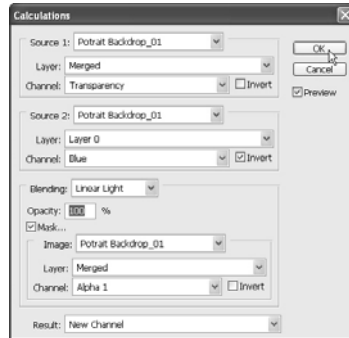 Calculations
Source 1: Potrait Backdrop_01
OK
Layer: Merged
Cancel
Channel: Transparency Invert
Preview
Source 2: Potrait Backdrop_01
Layer: Layer 0
Channel: Blue Invert
Blending: Linear Light
Opacity: 100 %
Mask...
Image: Potrait Backdrop_01
Layer: Merged
Channel: Alpha 1 Invert
Result: New Channel